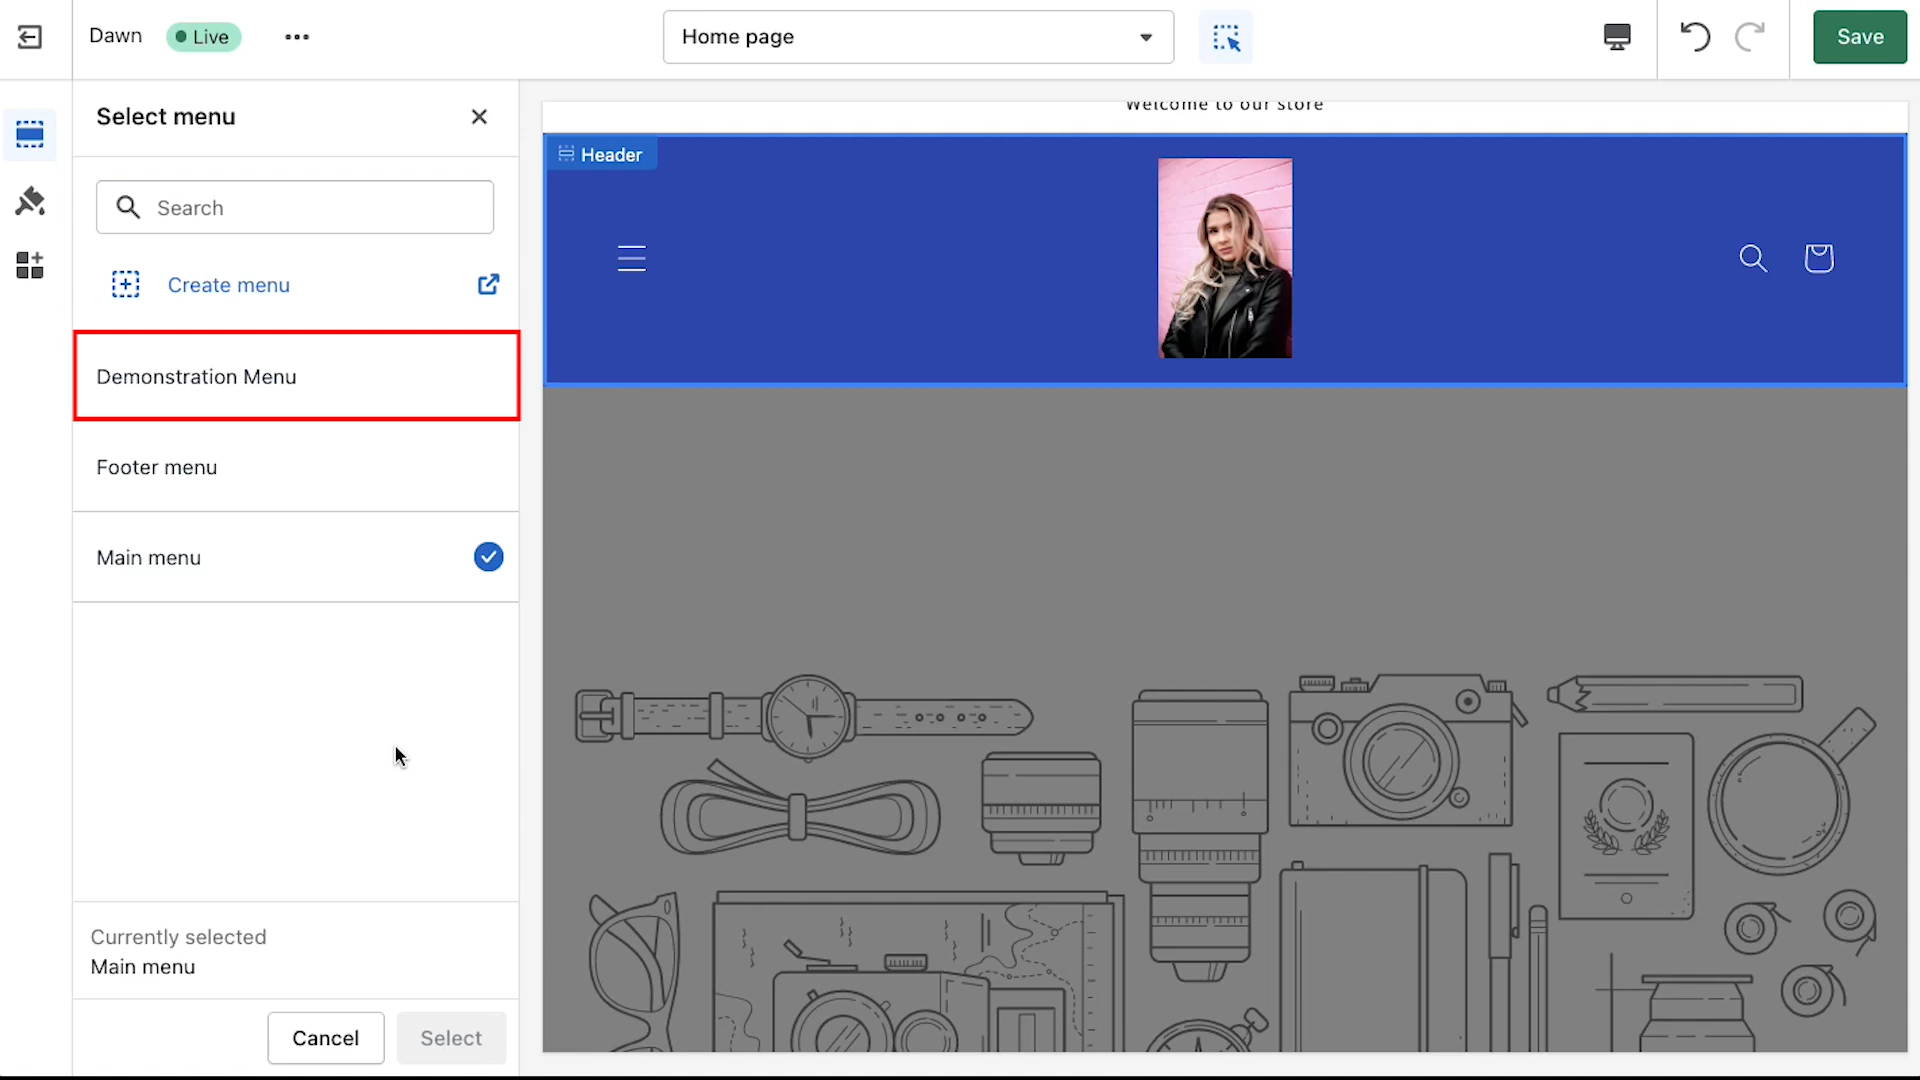 Dawn
Live
Home page
Save
Select menu
Welcome to our store
Header
Search
Create menu
Demonstration Menu
Footer menu
Main menu
Currently selected
Main menu
Cancel
Select